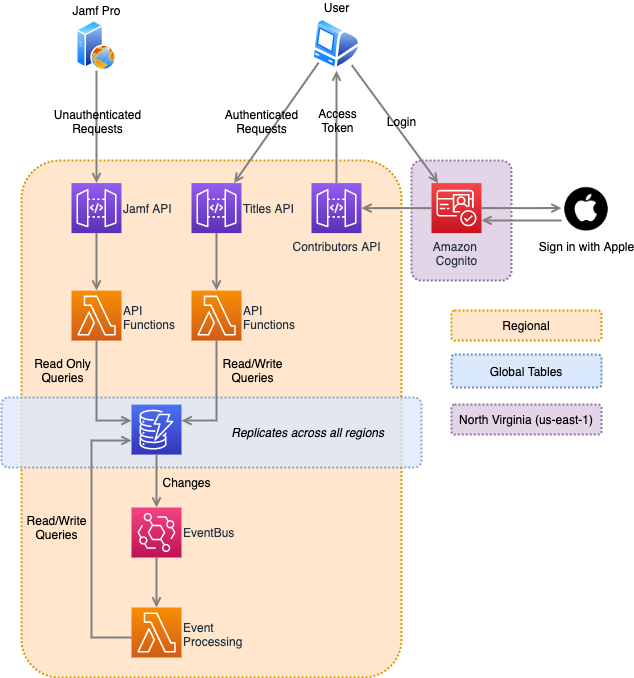 Jamf Pro
User
Unauthenticated
Requests
Authenticated
Requests
Access
Token
Login
Jamf API
Titles API
Contributors API
Amazon
Cognito
Sign in with Apple
API
Functions
API
Functions
Regional
Read Only
Queries
Read/Write
Queries
Global Tables
Replicates across all regions
North Virginia (us-east-1)
Changes
Read/Write
Queries
EventBus
Event
Processing